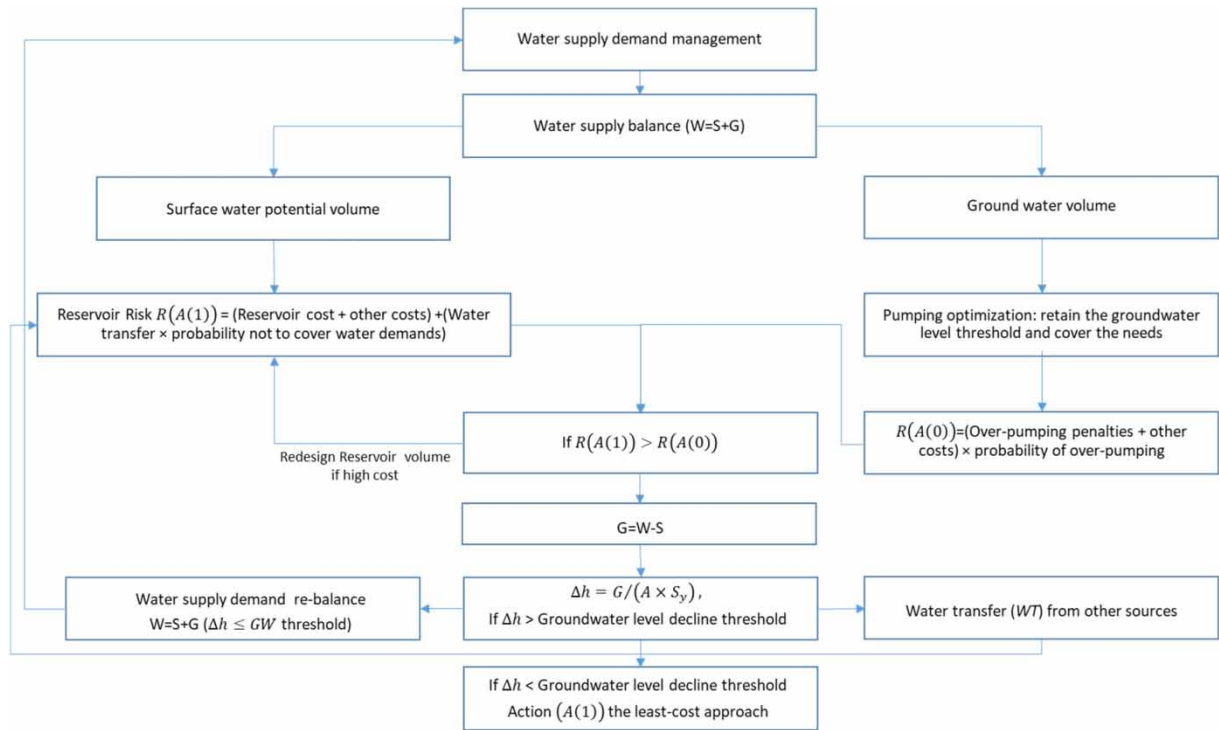 Water supply demand management
Water supply balance (W=S+G)
Surface water potential volume
Ground water volume
Reservoir Risk R(A(1)) = (Reservoir cost + other costs) +(Water
transfer × probability not to cover water demands)
Pumping optimization: retain the groundwater
level threshold and cover the needs
If R(A(1)) > R(A(0))
R(A(0))=(Over-pumping penalties + other
costs) × probability of over-pumping
Redesign Reservoir volume
if high cost
G=W-S
Water supply demand re-balance
W=S+G (Δh ≤ GW threshold)
Δh = G/(A × S_y),
If Δh > Groundwater level decline threshold
Water transfer (WT) from other sources
If Δh < Groundwater level decline threshold
Action (A(1)) the least-cost approach